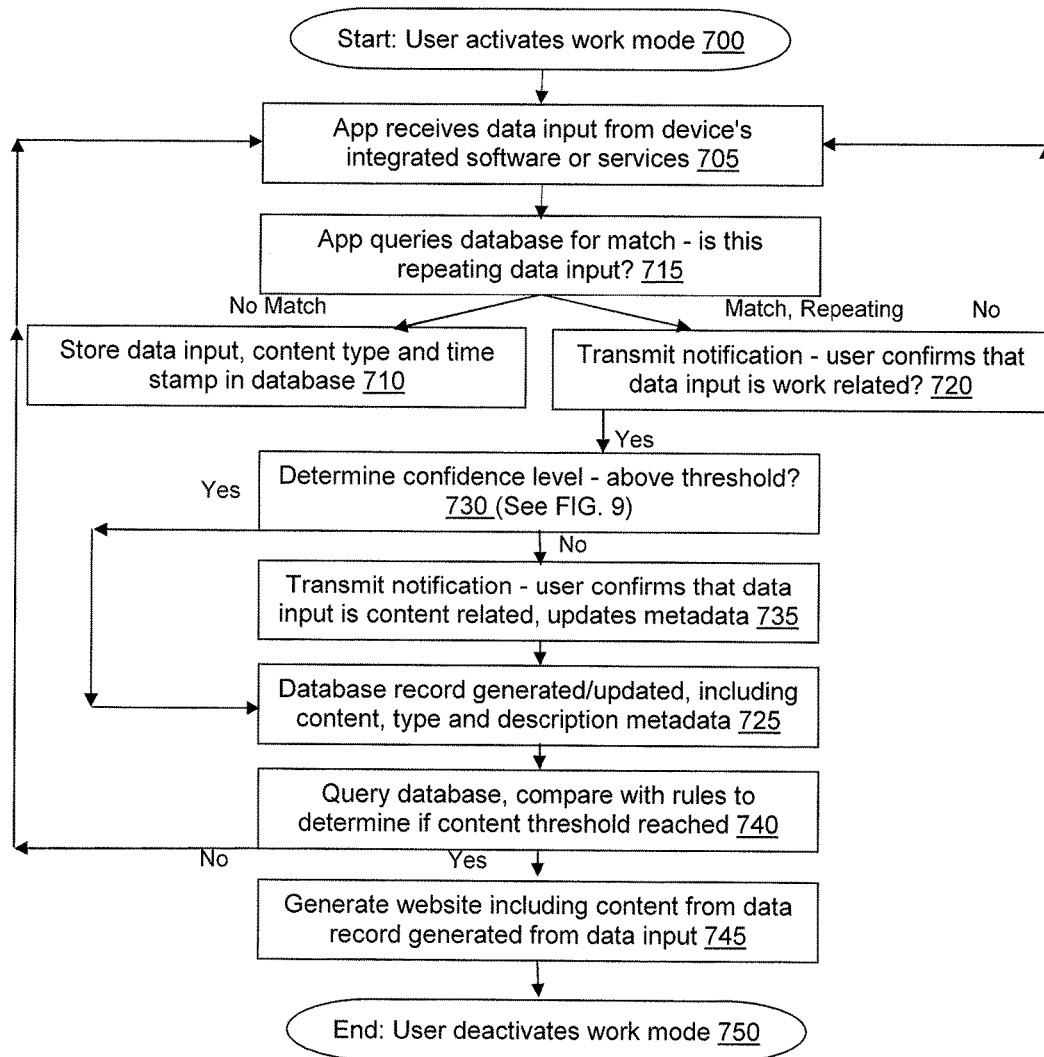 Start: User activates work mode 700
App receives data input from device's
integrated software or services 705
App queries database for match - is this
repeating data input? 715
No Match
Match, Repeating
No
Store data input, content type and time
stamp in database 710
Transmit notification - user confirms that
data input is work related? 720
Yes
Determine confidence level - above threshold?
730 (See FIG. 9)
Yes
No
Transmit notification - user confirms that data
input is content related, updates metadata 735
Database record generated/updated, including
content, type and description metadata 725
Query database, compare with rules to
determine if content threshold reached 740
No
Yes
Generate website including content from data
record generated from data input 745
End: User deactivates work mode 750